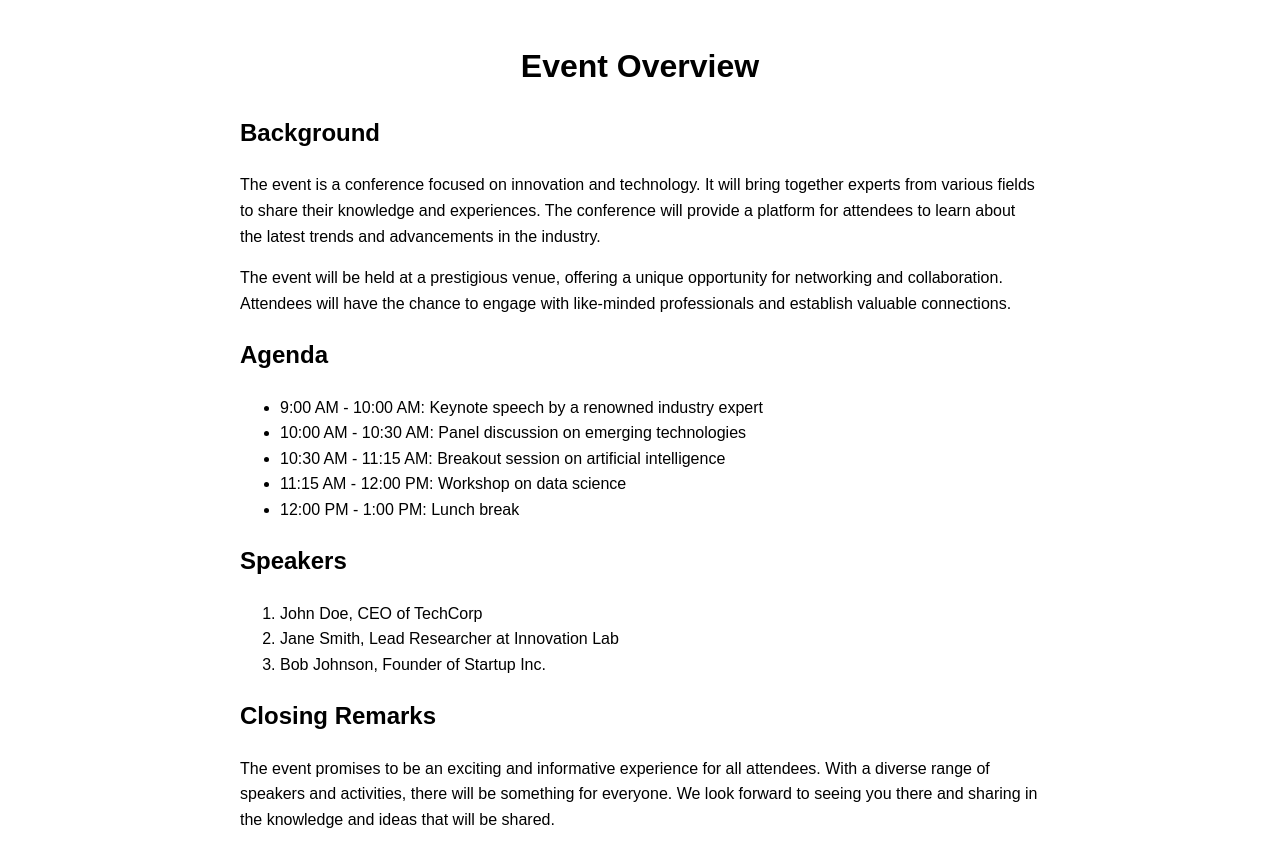 Event Overview
Background
The event is a conference focused on innovation and technology. It will bring together experts from various fields
to share their knowledge and experiences. The conference will provide a platform for attendees to learn about
the latest trends and advancements in the industry.
The event will be held at a prestigious venue, offering a unique opportunity for networking and collaboration.
Attendees will have the chance to engage with like-minded professionals and establish valuable connections.
Agenda
• 9:00 AM - 10:00 AM: Keynote speech by a renowned industry expert
• 10:00 AM - 10:30 AM: Panel discussion on emerging technologies
• 10:30 AM - 11:15 AM: Breakout session on artificial intelligence
• 11:15 AM - 12:00 PM: Workshop on data science
• 12:00 PM - 1:00 PM: Lunch break
Speakers
1. John Doe, CEO of TechCorp
2. Jane Smith, Lead Researcher at Innovation Lab
3. Bob Johnson, Founder of Startup Inc.
Closing Remarks
The event promises to be an exciting and informative experience for all attendees. With a diverse range of
speakers and activities, there will be something for everyone. We look forward to seeing you there and sharing in
the knowledge and ideas that will be shared.